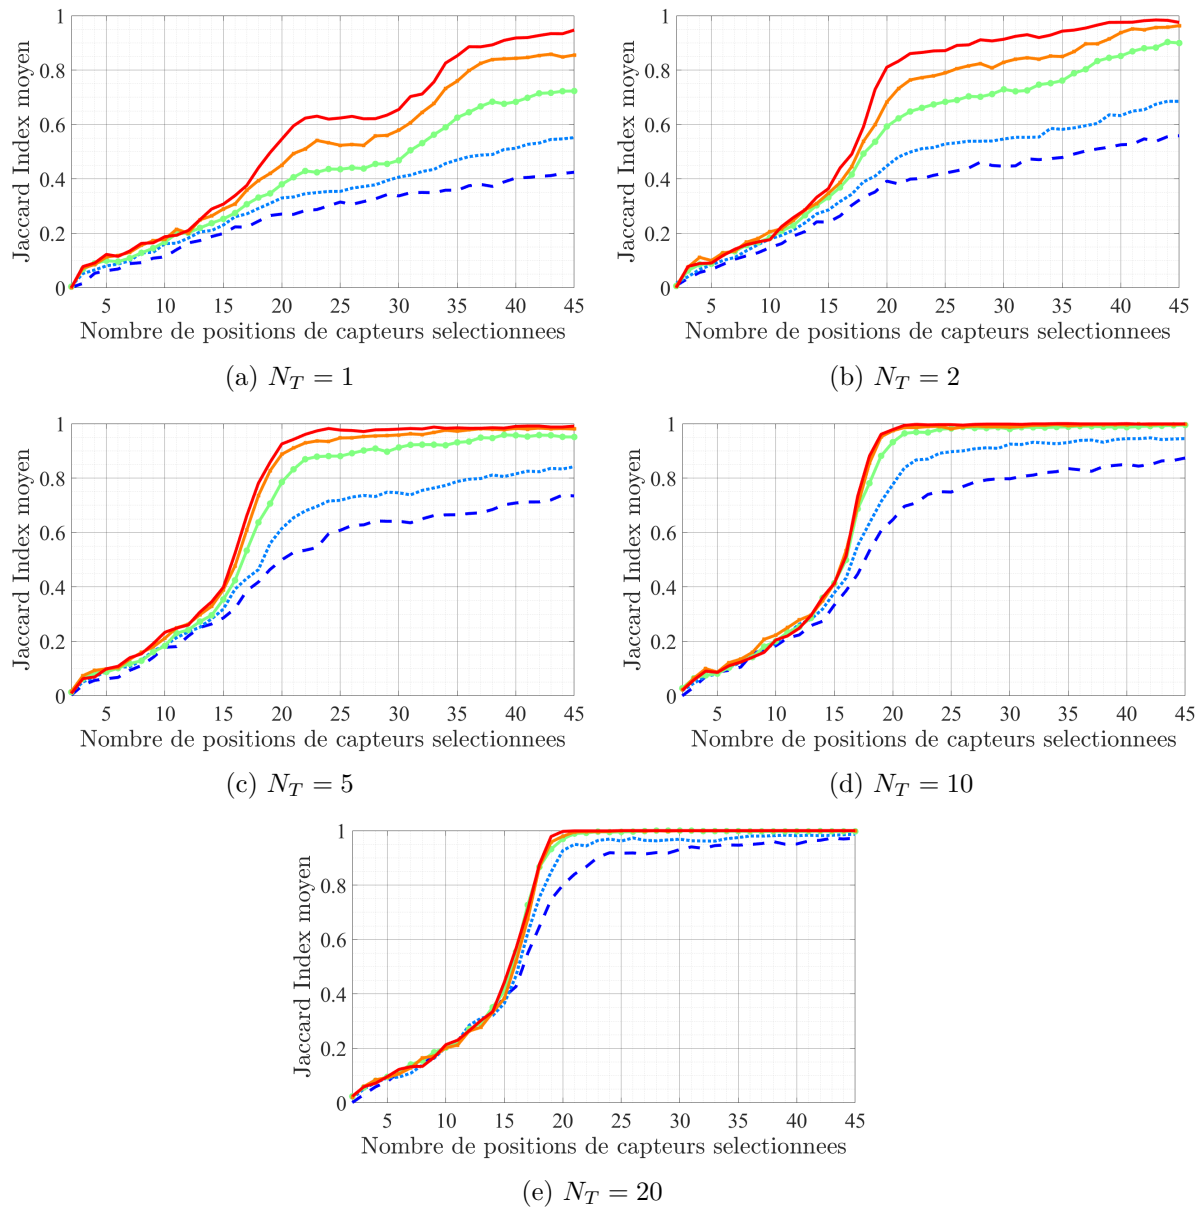 1
0.8
0.6
0.4
0.2
0
Jaccard Index moyen
5 10 15 20 25 30 35 40 45
Nombre de positions de capteurs selectionnees
(a) N_T = 1
1
0.8
0.6
0.4
0.2
0
Jaccard Index moyen
5 10 15 20 25 30 35 40 45
Nombre de positions de capteurs selectionnees
(b) N_T = 2
1
0.8
0.6
0.4
0.2
0
Jaccard Index moyen
5 10 15 20 25 30 35 40 45
Nombre de positions de capteurs selectionnees
(c) N_T = 5
1
0.8
0.6
0.4
0.2
0
Jaccard Index moyen
5 10 15 20 25 30 35 40 45
Nombre de positions de capteurs selectionnees
(d) N_T = 10
1
0.8
0.6
0.4
0.2
0
Jaccard Index moyen
5 10 15 20 25 30 35 40 45
Nombre de positions de capteurs selectionnees
(e) N_T = 20